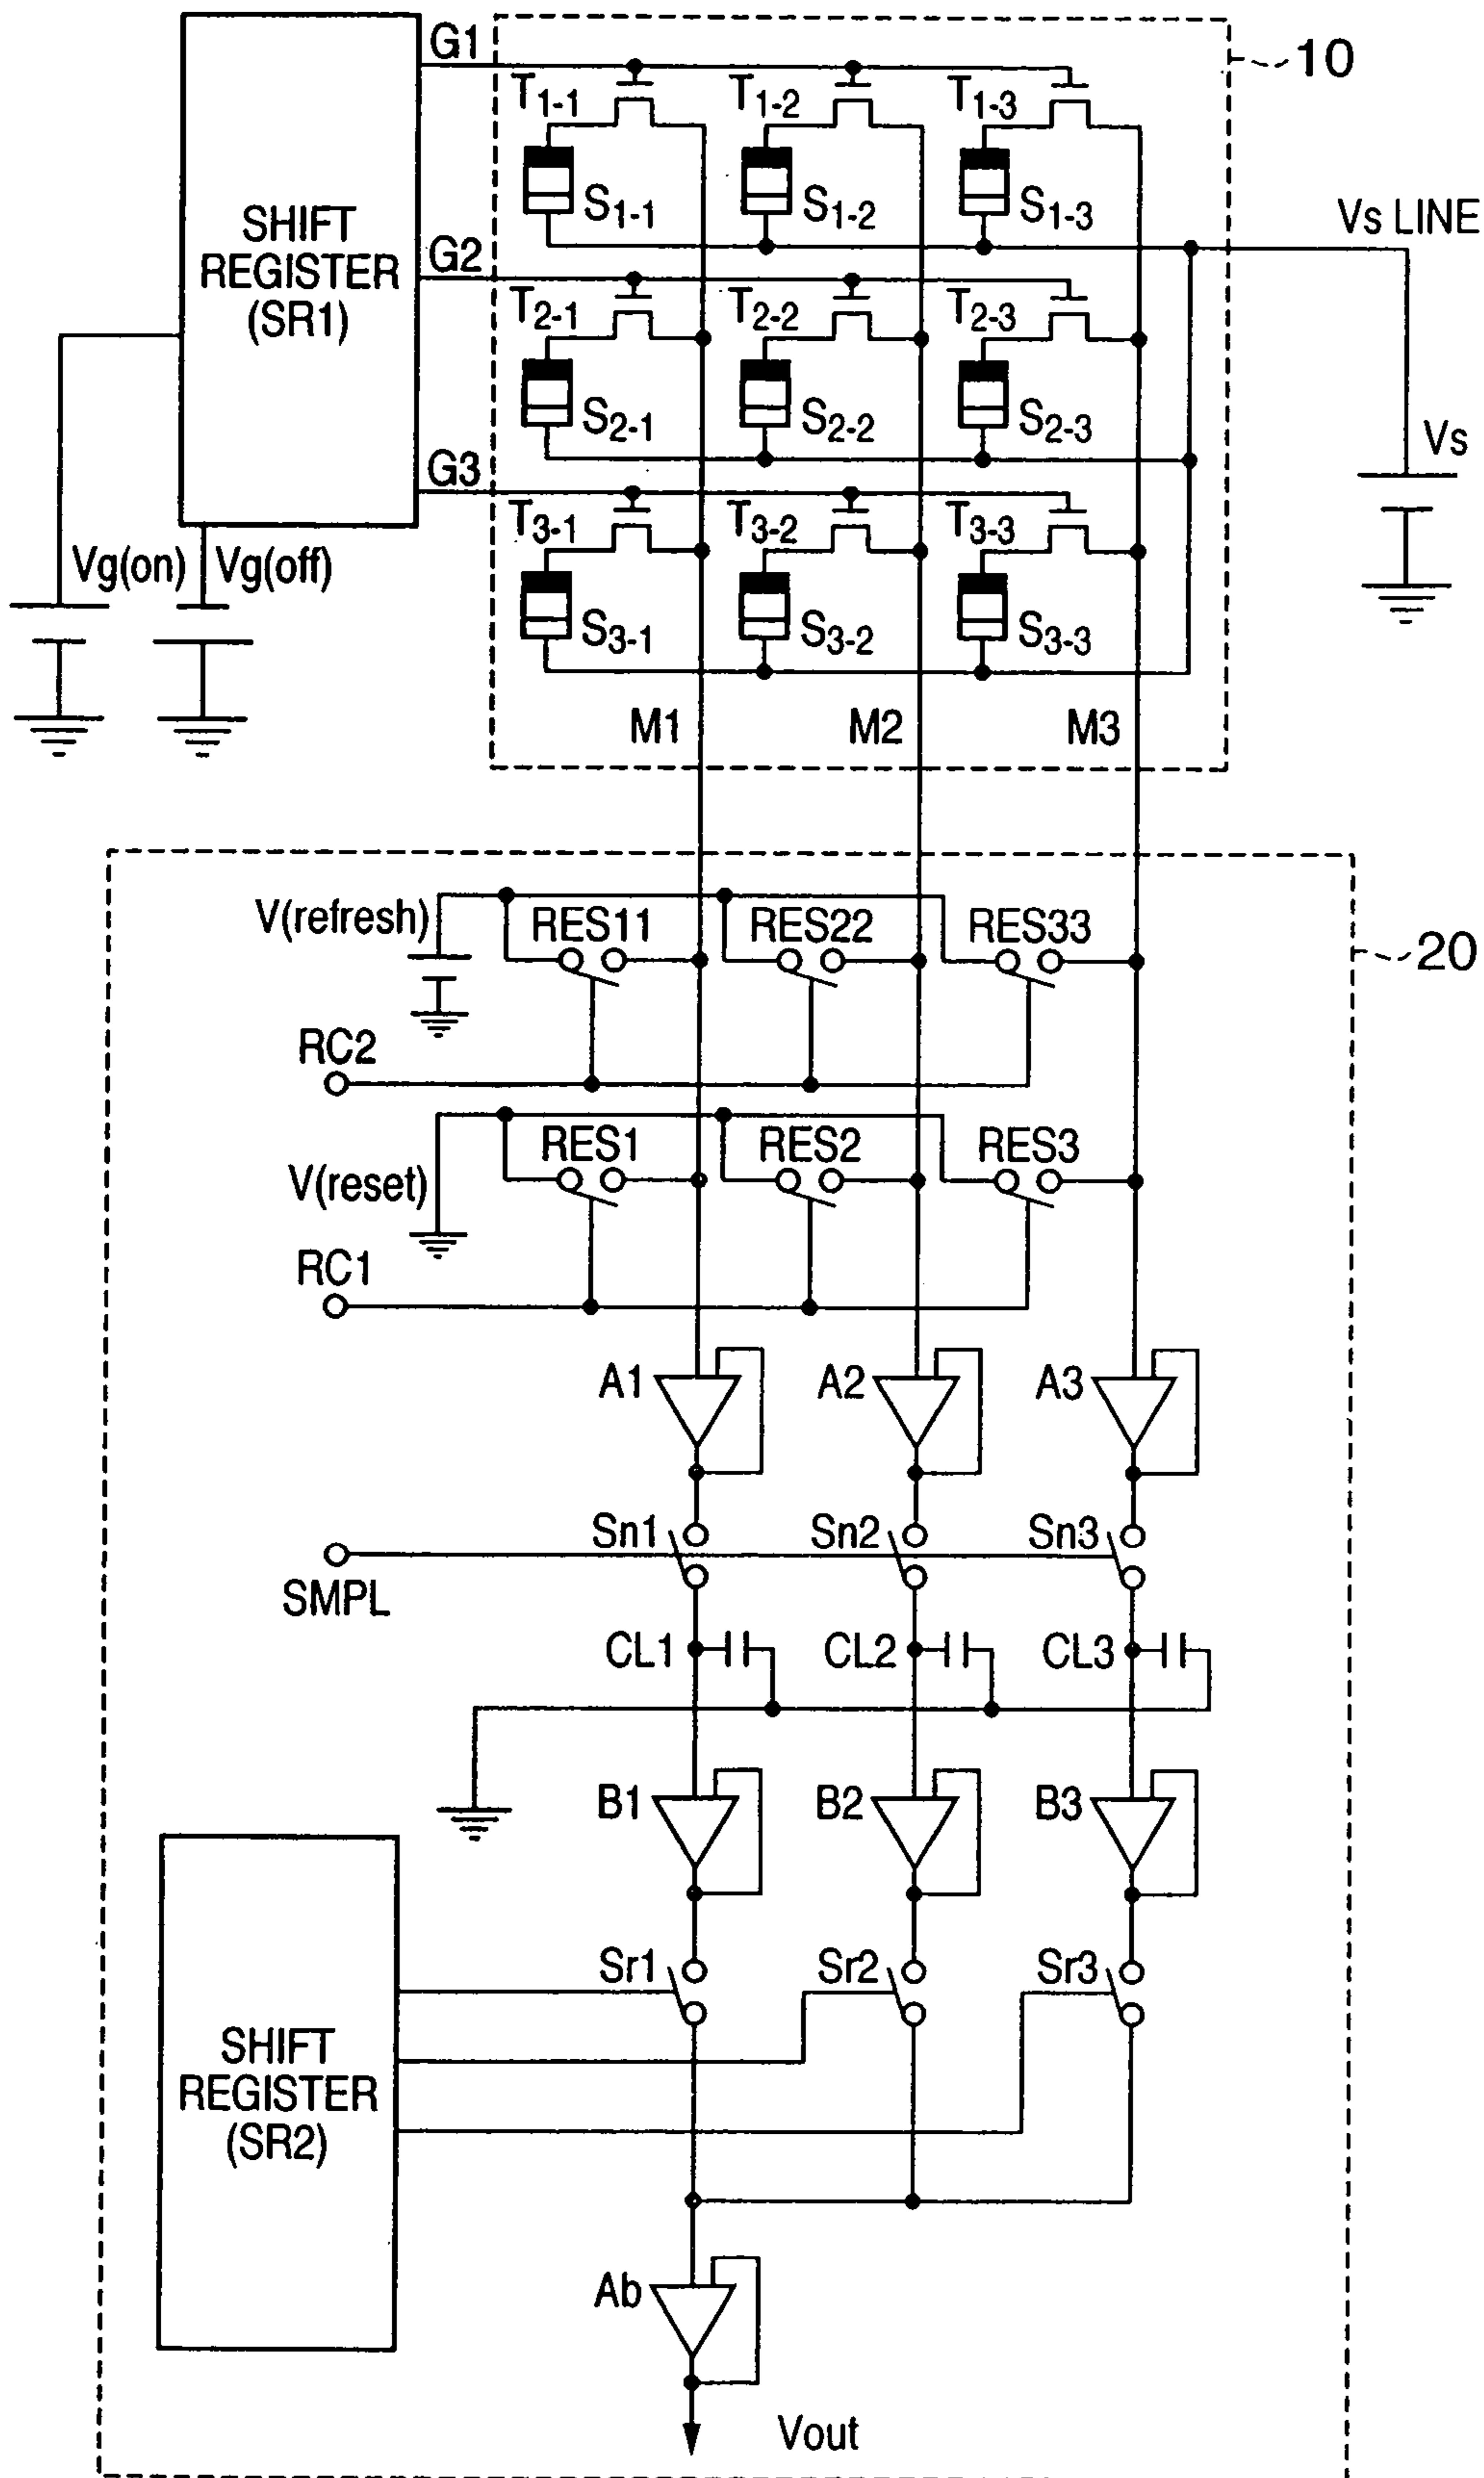 G1
10
T1-1
T1-2
T1-3
S1-1
S1-2
S1-3
SHIFT
REGISTER
(SR1)
Vs LINE
G2
T2-1
T2-2
T2-3
S2-1
S2-2
S2-3
Vs
G3
T3-1
T3-2
T3-3
Vg(on)
Vg(off)
S3-1
S3-2
S3-3
M1
M2
M3
V(refresh)
RES11
RES22
RES33
20
RC2
RES1
RES2
RES3
V(reset)
RC1
A1
A2
A3
Sn1
Sn2
Sn3
SMPL
CL1
CL2
CL3
B1
B2
B3
Sr1
Sr2
Sr3
SHIFT
REGISTER
(SR2)
Ab
Vout